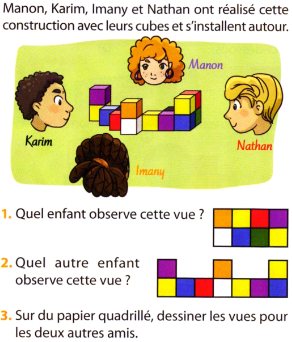 Manon, Karim, Imany et Nathan ont réalisé cette
construction avec leurs cubes et s'installent autour.
Manon
Karim
Nathan
Imany
1. Quel enfant observe cette vue ?
2. Quel autre enfant
observe cette vue ?
3. Sur du papier quadrillé, dessiner les vues pour
les deux autres amis.